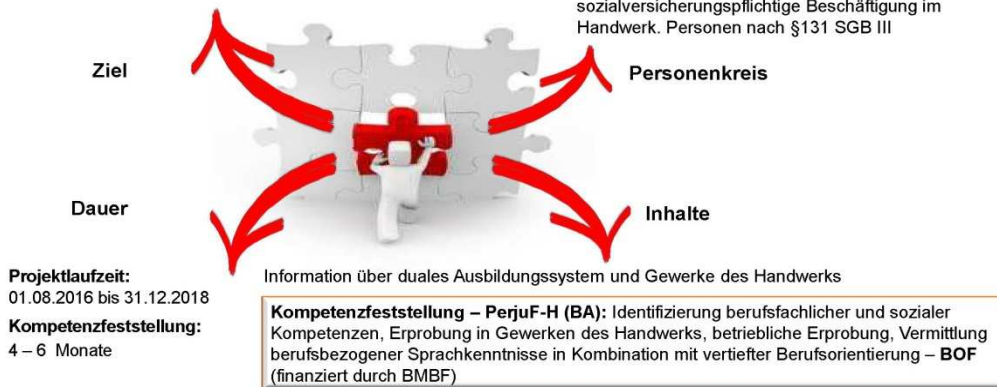 sozialversicherungspflichtige Beschäftigung im
Handwerk. Personen nach §131 SGB III
Ziel
Personenkreis
Dauer
Inhalte
Projektlaufzeit:
01.08.2016 bis 31.12.2018
Kompetenzfeststellung:
4 – 6 Monate
Information über duales Ausbildungssystem und Gewerke des Handwerks
Kompetenzfeststellung – PerjuF-H (BA): Identifizierung berufsfachlicher und sozialer
Kompetenzen, Erprobung in Gewerken des Handwerks, betriebliche Erprobung, Vermittlung
berufsbezogener Sprachkenntnisse in Kombination mit vertiefter Berufsorientierung – BOF
(finanziert durch BMBF)